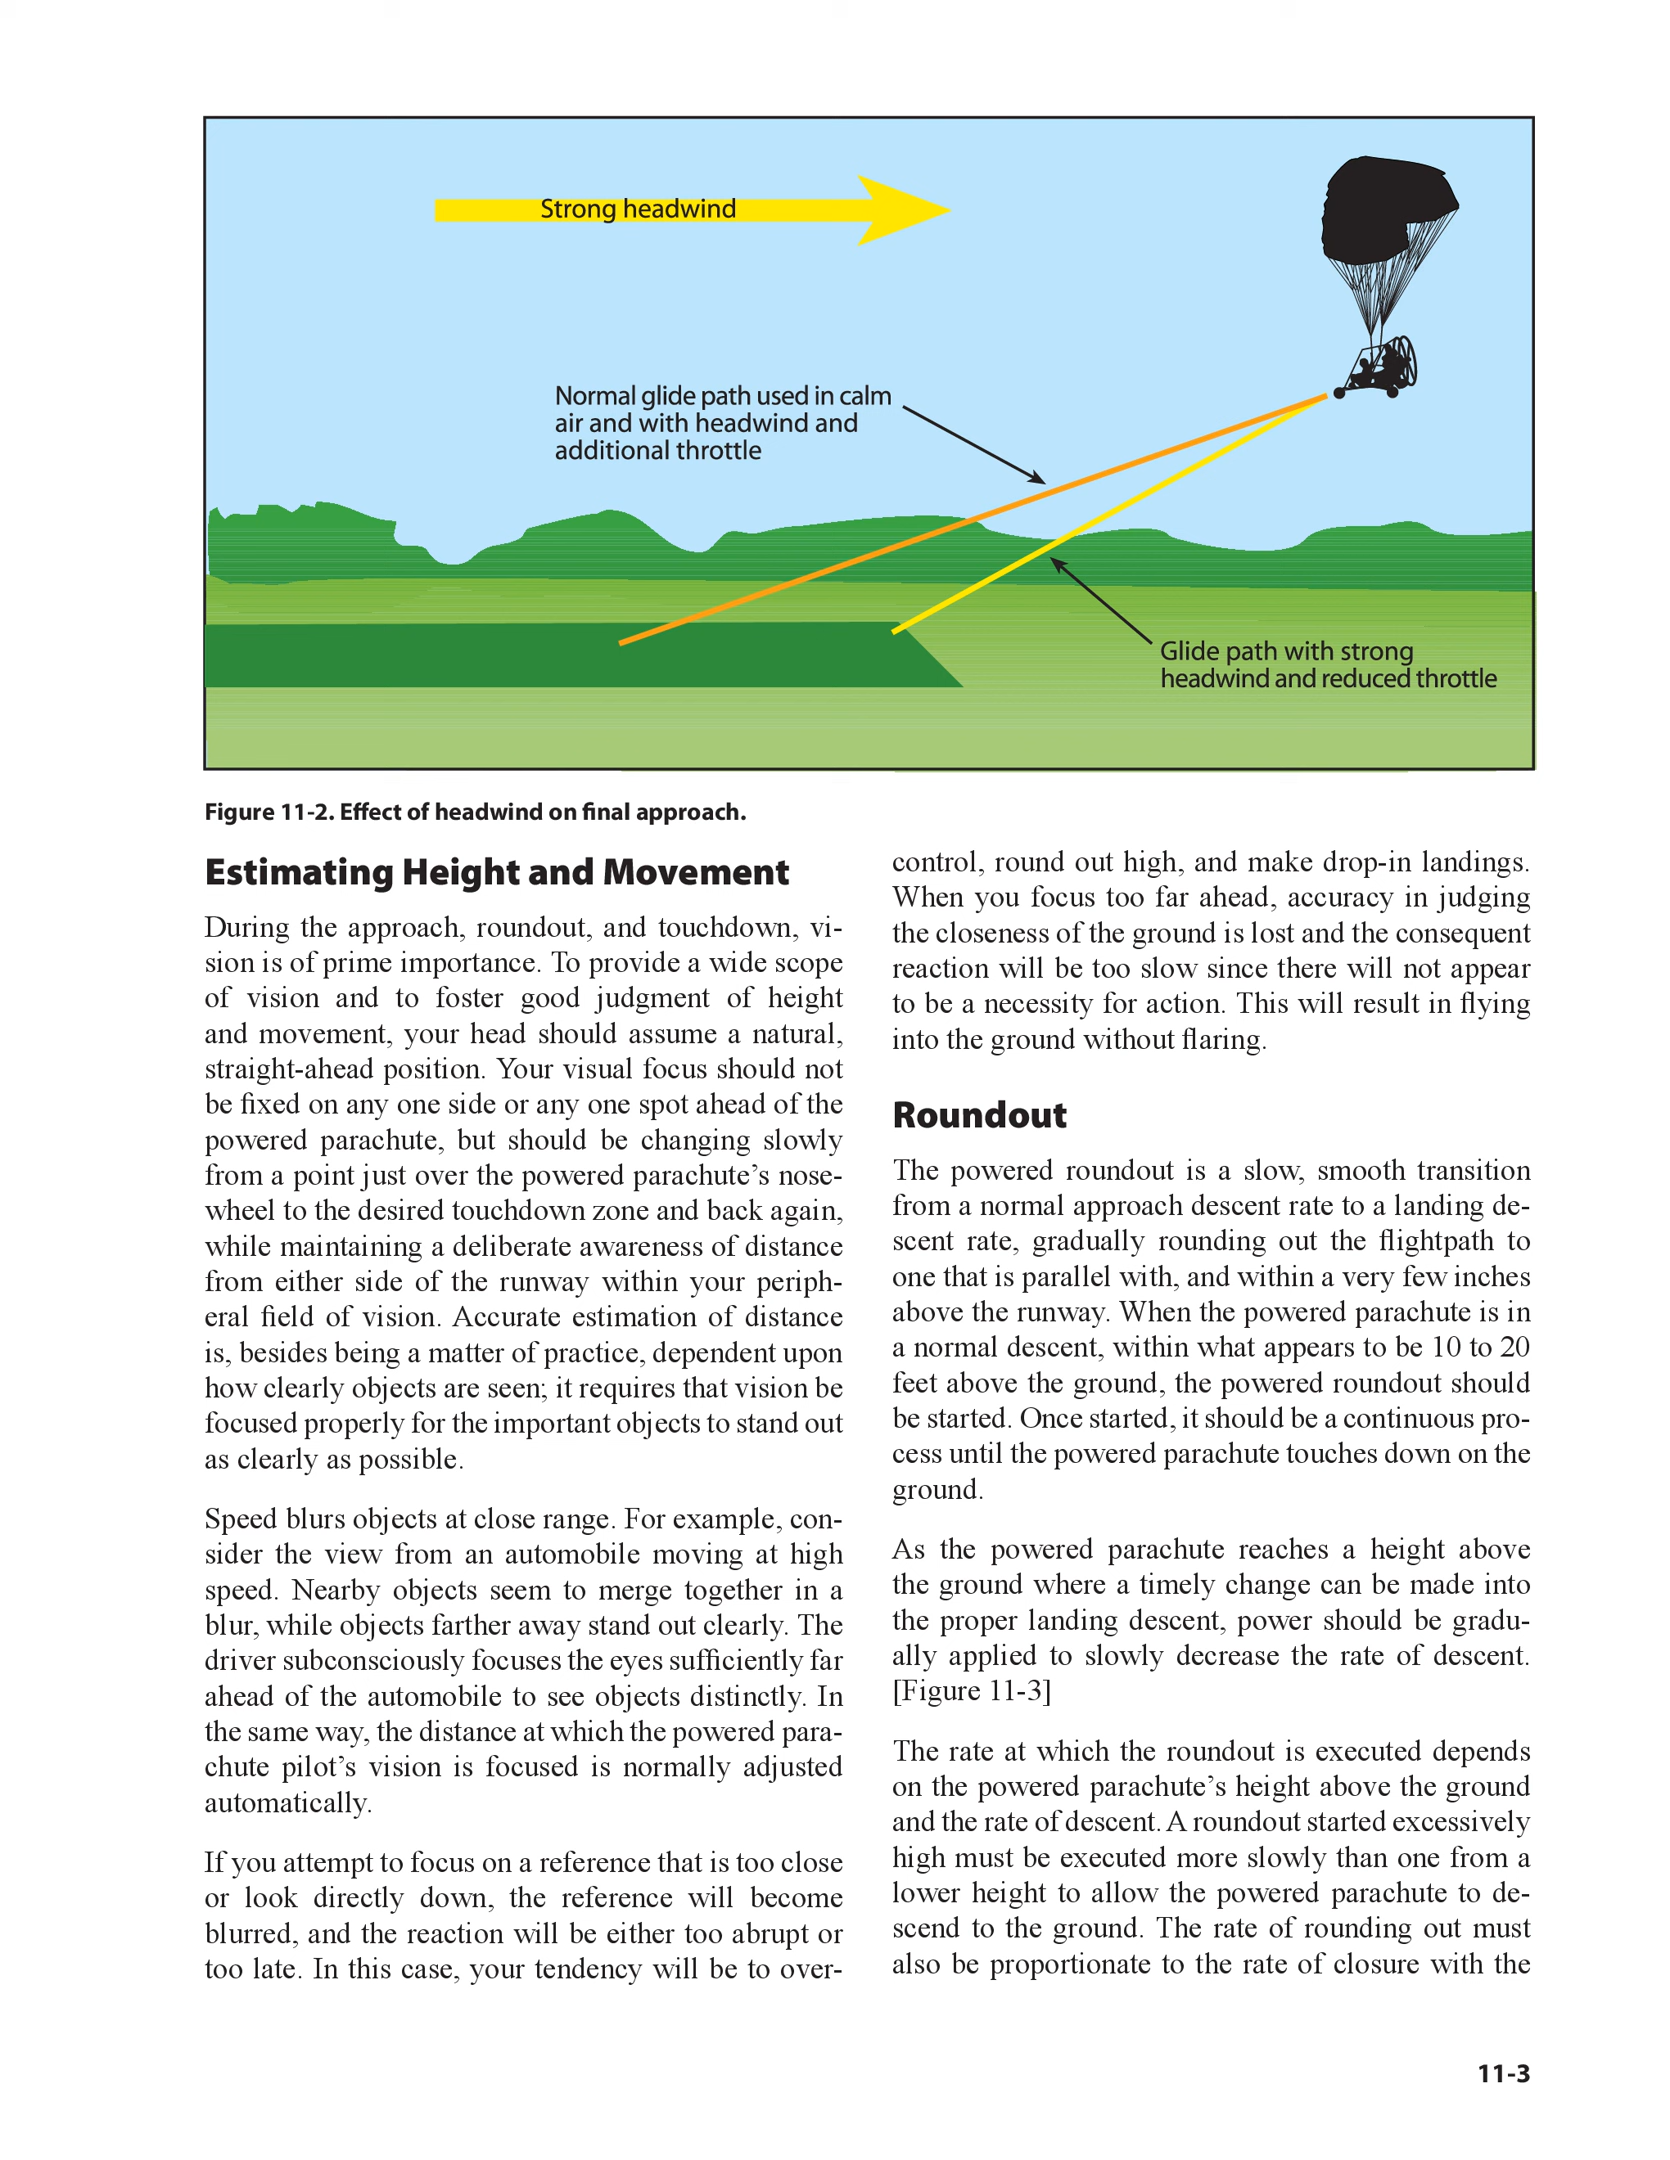 Strong headwind
Normal glide path used in calm
air and with headwind and
additional throttle
Glide path with strong
headwind and reduced throttle
Figure 11-2. Effect of headwind on final approach.
Estimating Height and Movement
During the approach, roundout, and touchdown, vi-
sion is of prime importance. To provide a wide scope
of vision and to foster good judgment of height
and movement, your head should assume a natural,
straight-ahead position. Your visual focus should not
be fixed on any one side or any one spot ahead of the
powered parachute, but should be changing slowly
from a point just over the powered parachute’s nose-
wheel to the desired touchdown zone and back again,
while maintaining a deliberate awareness of distance
from either side of the runway within your periph-
eral field of vision. Accurate estimation of distance
is, besides being a matter of practice, dependent upon
how clearly objects are seen; it requires that vision be
focused properly for the important objects to stand out
as clearly as possible.
Speed blurs objects at close range. For example, con-
sider the view from an automobile moving at high
speed. Nearby objects seem to merge together in a
blur, while objects farther away stand out clearly. The
driver subconsciously focuses the eyes sufficiently far
ahead of the automobile to see objects distinctly. In
the same way, the distance at which the powered para-
chute pilot’s vision is focused is normally adjusted
automatically.
If you attempt to focus on a reference that is too close
or look directly down, the reference will become
blurred, and the reaction will be either too abrupt or
too late. In this case, your tendency will be to over-
control, round out high, and make drop-in landings.
When you focus too far ahead, accuracy in judging
the closeness of the ground is lost and the consequent
reaction will be too slow since there will not appear
to be a necessity for action. This will result in flying
into the ground without flaring.
Roundout
The powered roundout is a slow, smooth transition
from a normal approach descent rate to a landing de-
scent rate, gradually rounding out the flightpath to
one that is parallel with, and within a very few inches
above the runway. When the powered parachute is in
a normal descent, within what appears to be 10 to 20
feet above the ground, the powered roundout should
be started. Once started, it should be a continuous pro-
cess until the powered parachute touches down on the
ground.
As the powered parachute reaches a height above
the ground where a timely change can be made into
the proper landing descent, power should be gradu-
ally applied to slowly decrease the rate of descent.
[Figure 11-3]
The rate at which the roundout is executed depends
on the powered parachute’s height above the ground
and the rate of descent. A roundout started excessively
high must be executed more slowly than one from a
lower height to allow the powered parachute to de-
scend to the ground. The rate of rounding out must
also be proportionate to the rate of closure with the
11-3